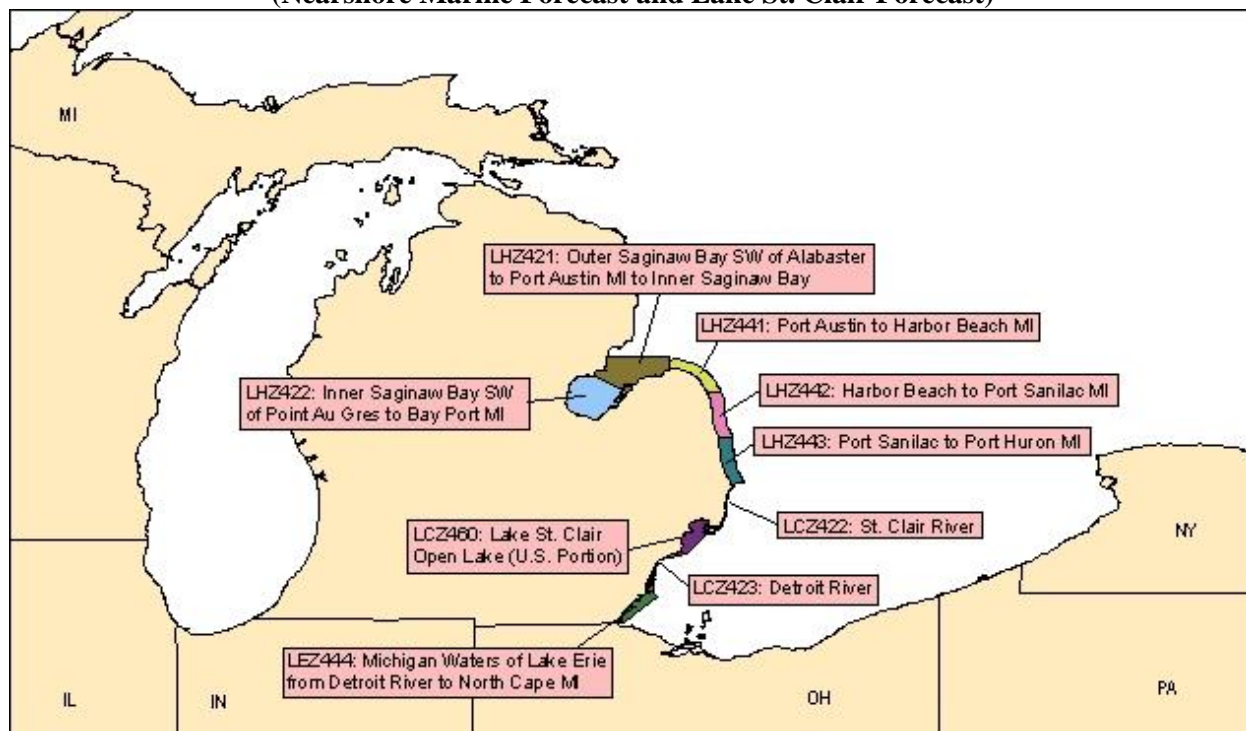 (Nearshore Marine Forecast and Lake St. Clair Forecast)
MI
LHZ421: Outer Saginaw Bay SW of Alabaster
to Port Austin MI to Inner Saginaw Bay
LHZ441: Port Austin to Harbor Beach MI
LHZ422: Inner Saginaw Bay SW
of Point Au Gres to Bay Port MI
LHZ442: Harbor Beach to Port Sanilac MI
LHZ443: Port Sanilac to Port Huron MI
LCZ460: Lake St. Clair
Open Lake (U.S. Portion)
LCZ422: St. Clair River
NY
LCZ423: Detroit River
LEZ444: Michigan Waters of Lake Erie
from Detroit River to North Cape MI
IL
IN
OH
PA